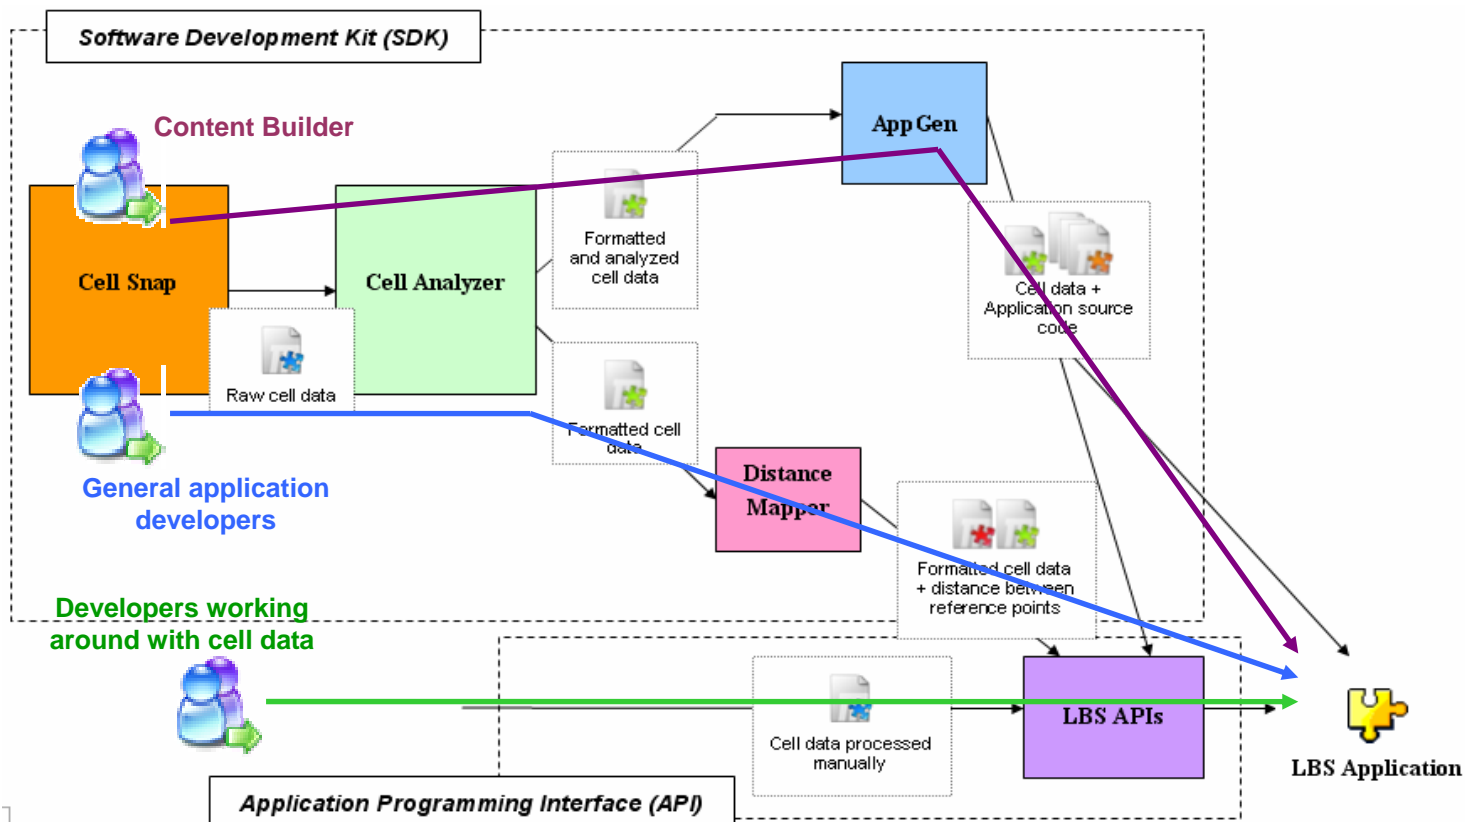 Software Development Kit (SDK)
Content Builder
App Gen
Cell Snap
Cell Analyzer
Formatted
and analyzed
cell data
Cell data +
Application source
code
Raw cell data
Formatted cell
data
General application
developers
Distance
Mapper
Formatted cell data
+ distance between
reference points
Developers working
around with cell data
Cell data processed
manually
LBS APIs
LBS Application
Application Programming Interface (API)